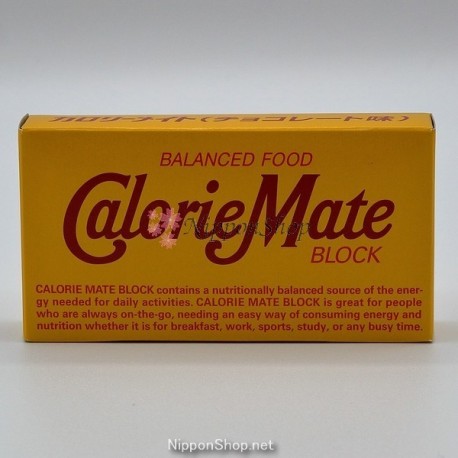 カロリーメイト(チョコレート味)
BALANCED FOOD
CalorieMate
NipponShop
BLOCK
CALORIE MATE BLOCK contains a nutritionally balanced source of the ener-
gy needed for daily activities. CALORIE MATE BLOCK is great for people
who are always on-the-go, needing an easy way of consuming energy and
nutrition whether it is for breakfast, work, sports, study, or any busy time.
NipponShop.net